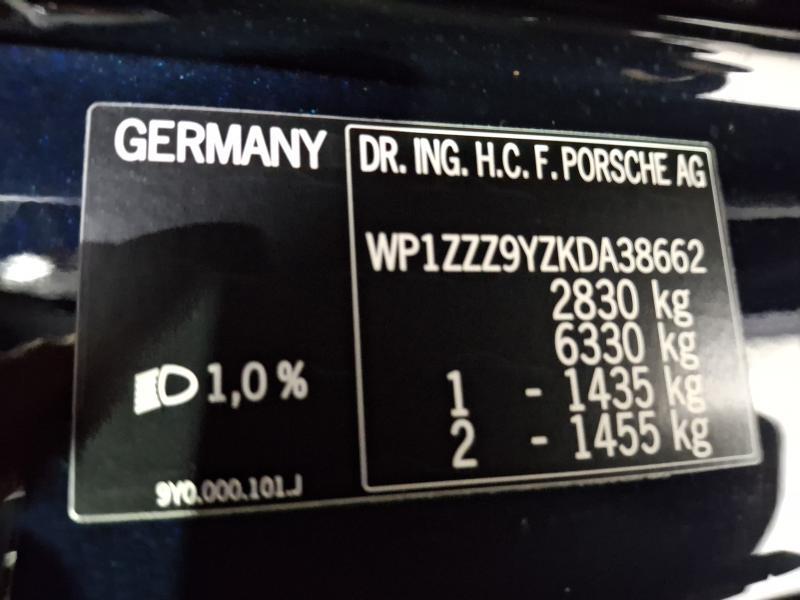 GERMANY
DR. ING. H.C. F. PORSCHE AG
WP1ZZZ9YZKDA38662
2830 kg
6330 kg
1 - 1435 kg
2 - 1455 kg
1,0 %
9Y0.000.101.J